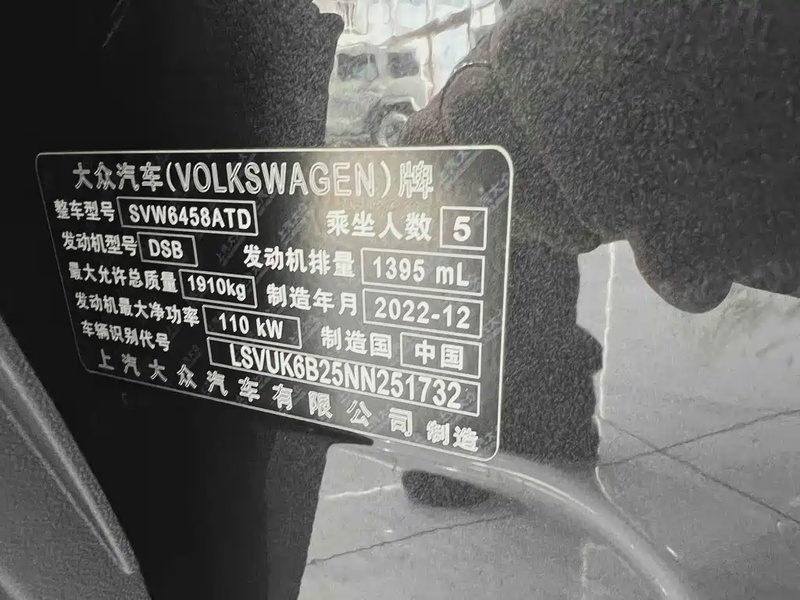 大众汽车(VOLKSWAGEN)牌
整车型号 SVW6458ATD 乘坐人数 5
发动机型号 DSB 发动机排量 1395 mL
最大允许总质量 1910kg 制造年月 2022-12
发动机最大净功率 110 kW 制造国 中国
车辆识别代号 LSVUK6B25NN251732
上汽大众汽车有限公司 制造